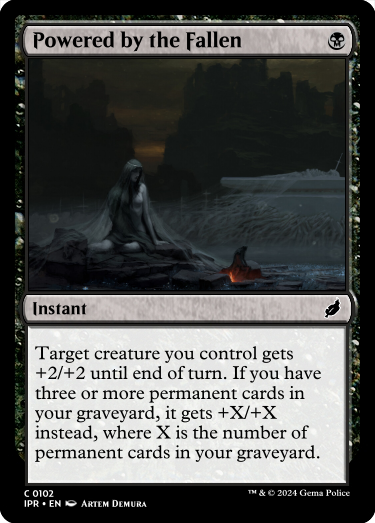 Powered by the Fallen
Instant
Target creature you control gets
+2/+2 until end of turn. If you have
three or more permanent cards in
your graveyard, it gets +X/+X
instead, where X is the number of
permanent cards in your graveyard.
C 0102
IPR • EN Artem Demura
™ & © 2024 Gema Police